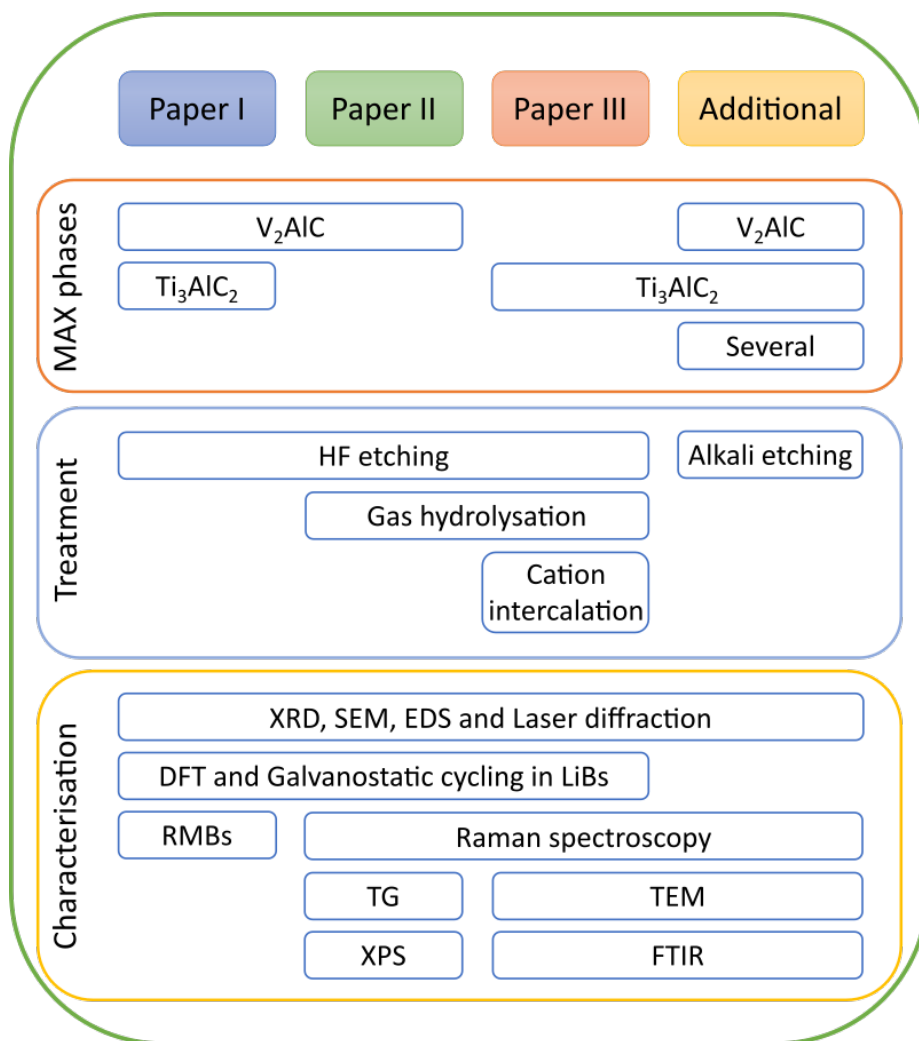 Paper I
Paper II
Paper III
Additional
MAX phases
V₂AlC
V₂AlC
Ti₃AlC₂
Ti₃AlC₂
Several
Treatment
HF etching
Alkali etching
Gas hydrolysation
Cation
intercalation
Characterisation
XRD, SEM, EDS and Laser diffraction
DFT and Galvanostatic cycling in LiBs
RMBs
Raman spectroscopy
TG
TEM
XPS
FTIR